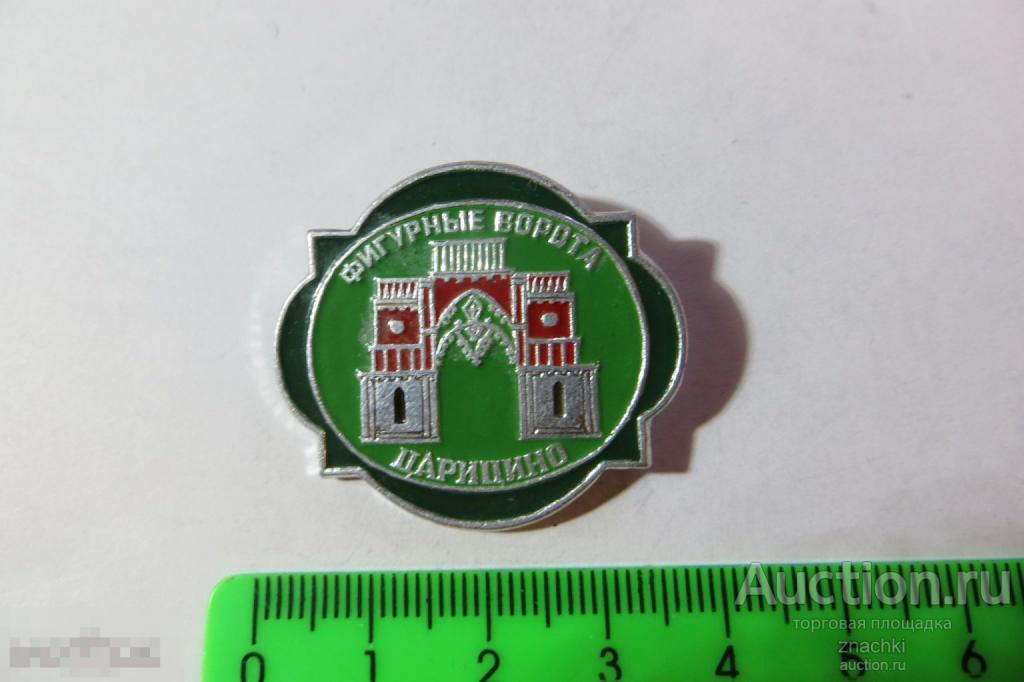 ФИГУРНЫЕ ВОРОТА
ЦАРИЦИНО
Auction.ru
торговая площадка
znachki
auction.ru
0 1 2 3 4 5 6